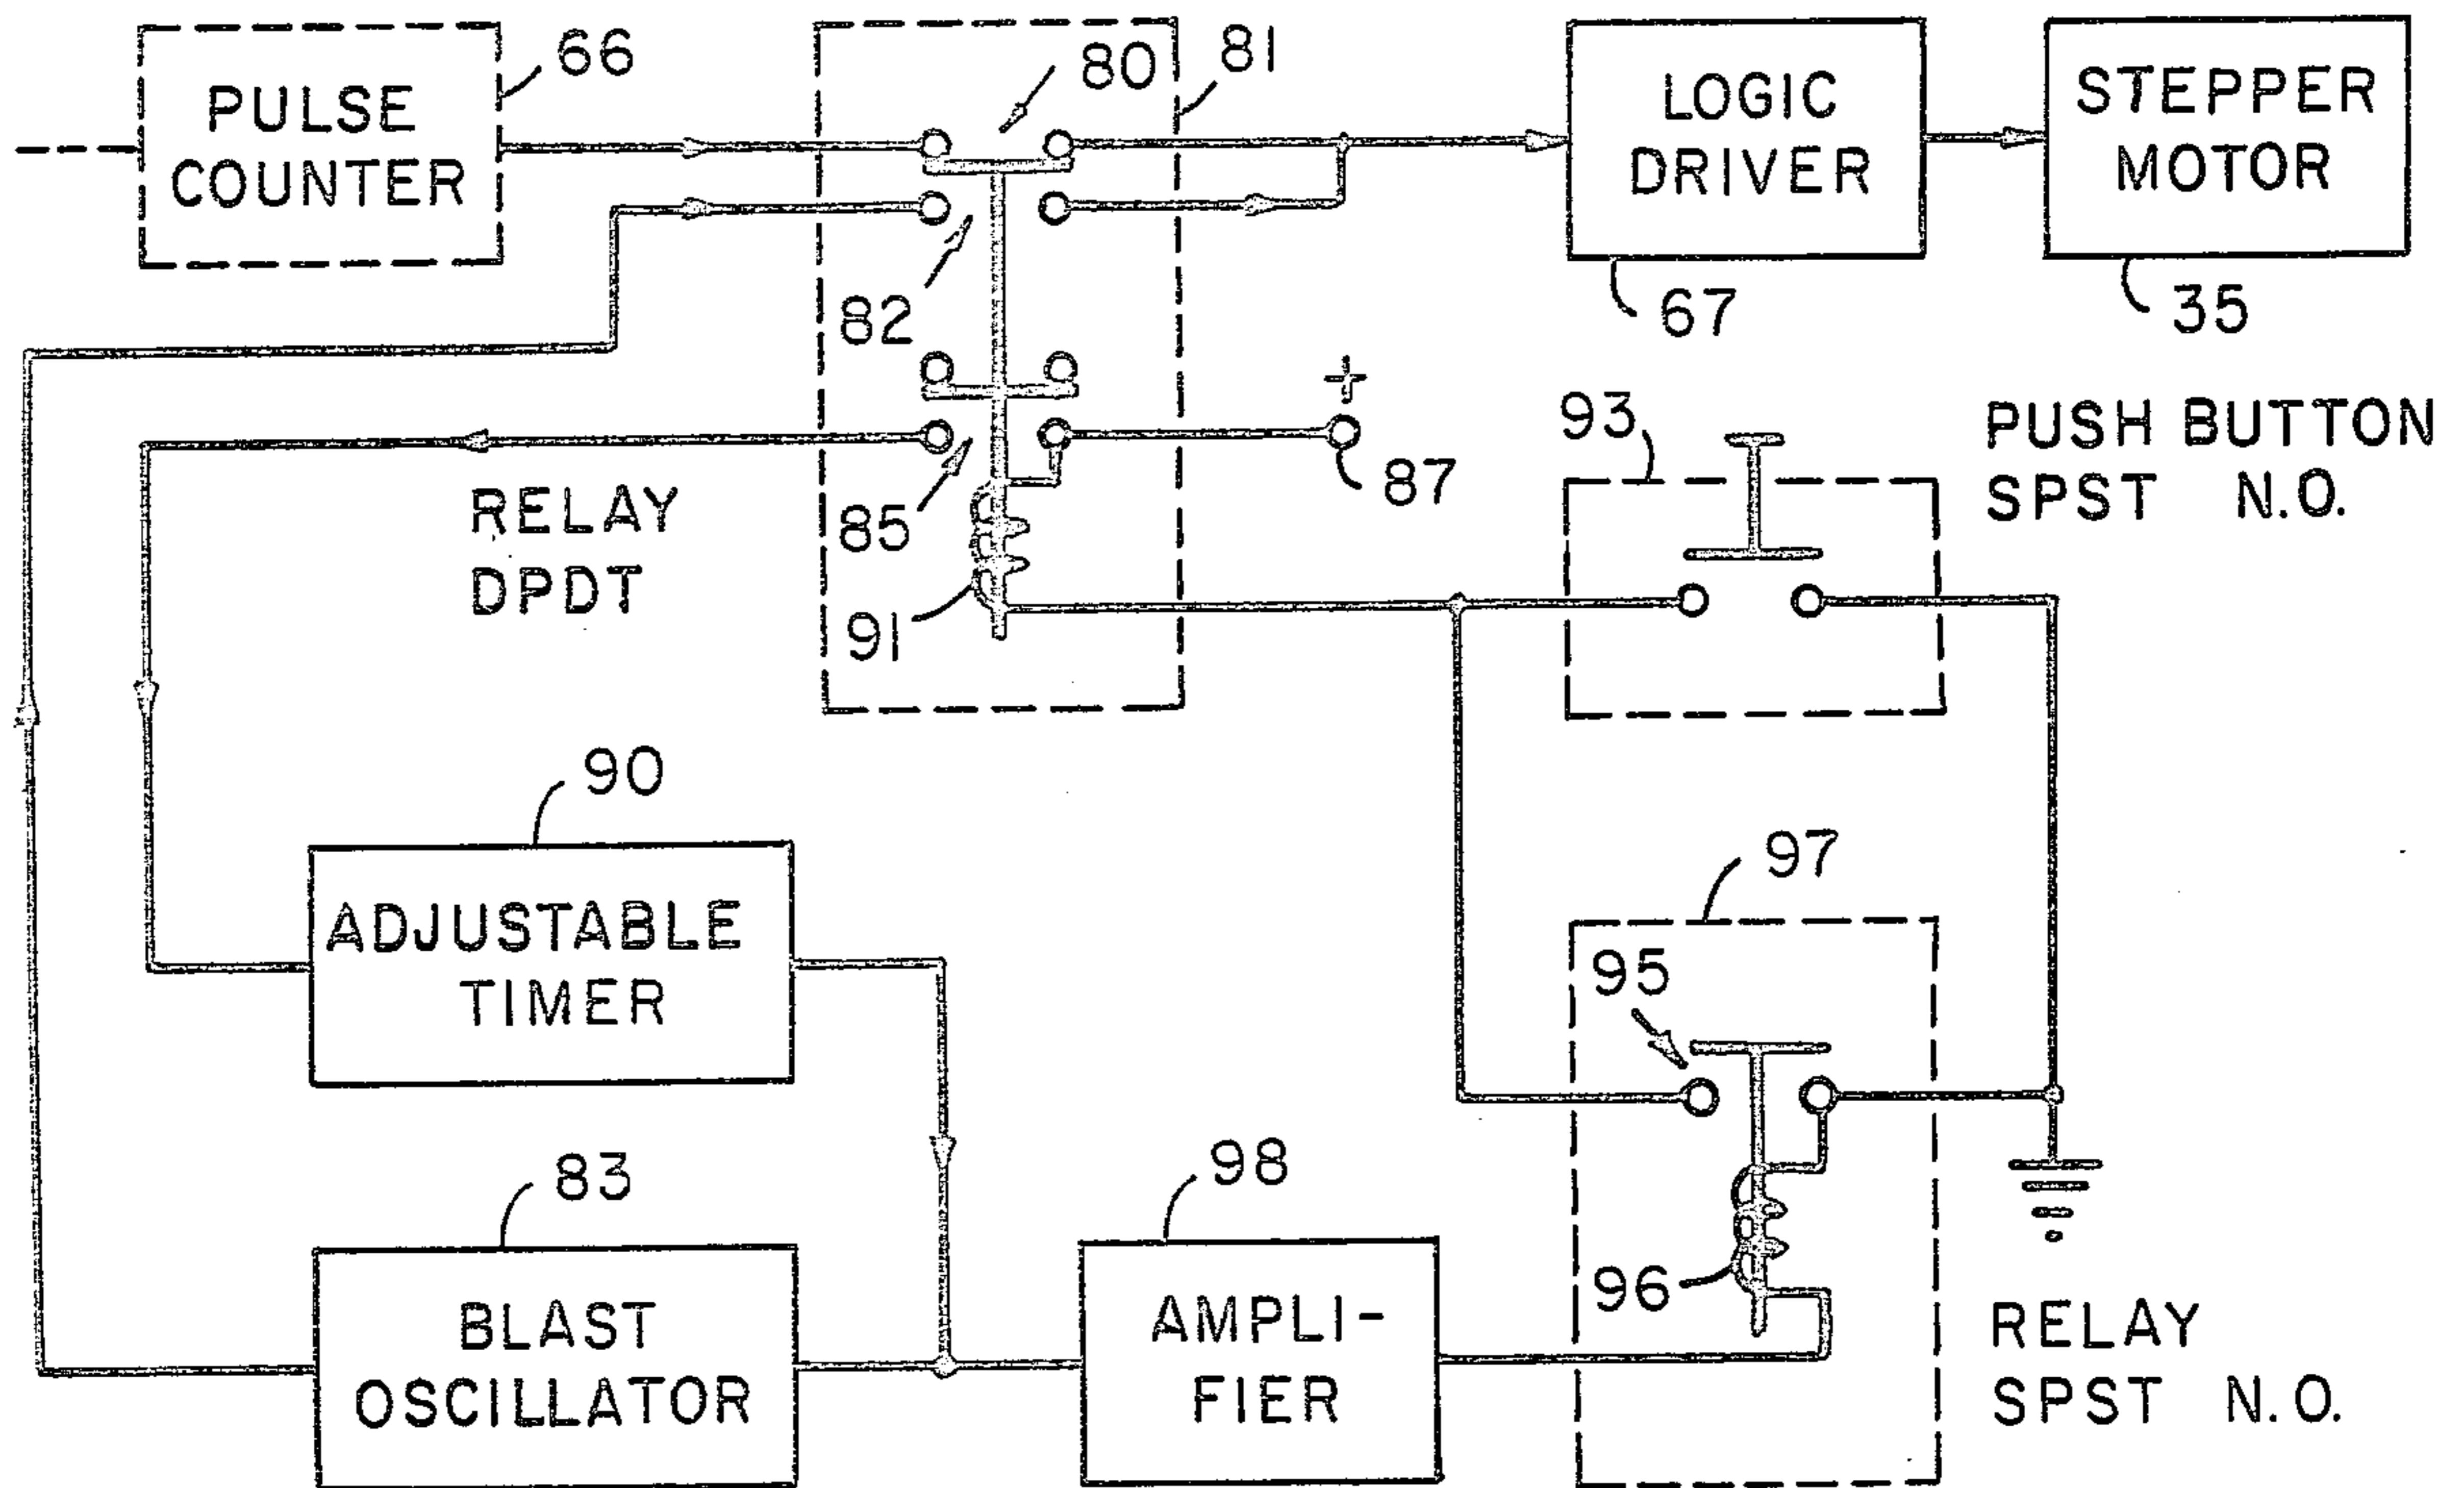 PULSE
COUNTER
66
80
81
LOGIC
DRIVER
STEPPER
MOTOR
82
67
35
+
93
PUSH BUTTON
SPST N.O.
87
RELAY
DPDT
85
91
90
97
ADJUSTABLE
TIMER
95
83
98
BLAST
OSCILLATOR
AMPLI-
FIER
96
RELAY
SPST N.O.